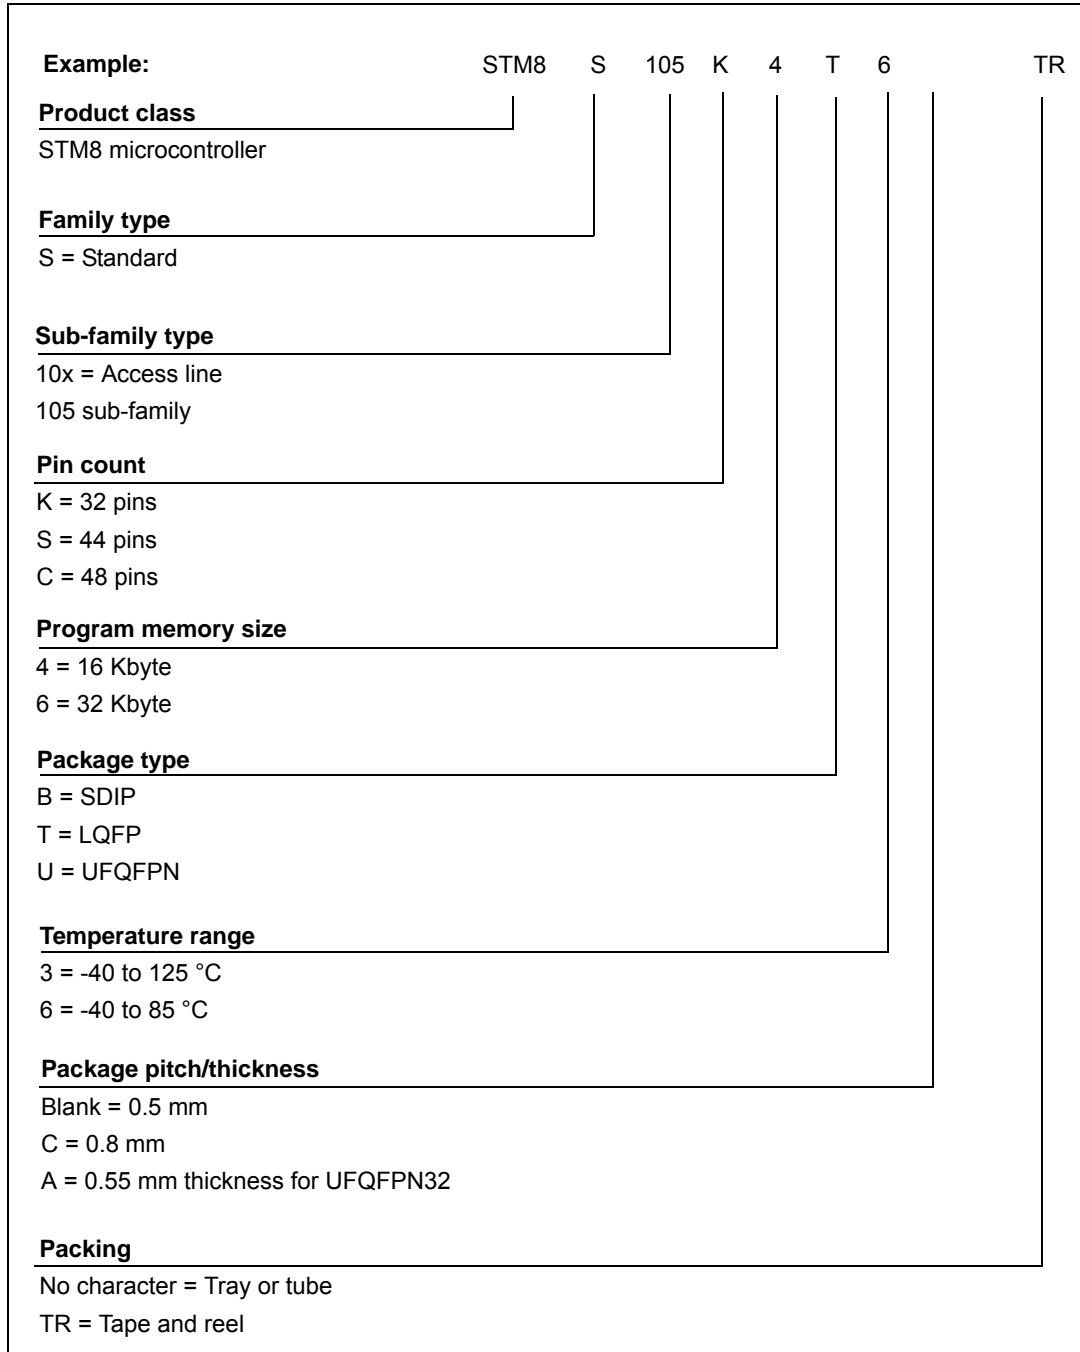 Example: STM8 S 105 K 4 T 6 TR
Product class
STM8 microcontroller
Family type
S = Standard
Sub-family type
10x = Access line
105 sub-family
Pin count
K = 32 pins
S = 44 pins
C = 48 pins
Program memory size
4 = 16 Kbyte
6 = 32 Kbyte
Package type
B = SDIP
T = LQFP
U = UFQFPN
Temperature range
3 = -40 to 125 °C
6 = -40 to 85 °C
Package pitch/thickness
Blank = 0.5 mm
C = 0.8 mm
A = 0.55 mm thickness for UFQFPN32
Packing
No character = Tray or tube
TR = Tape and reel